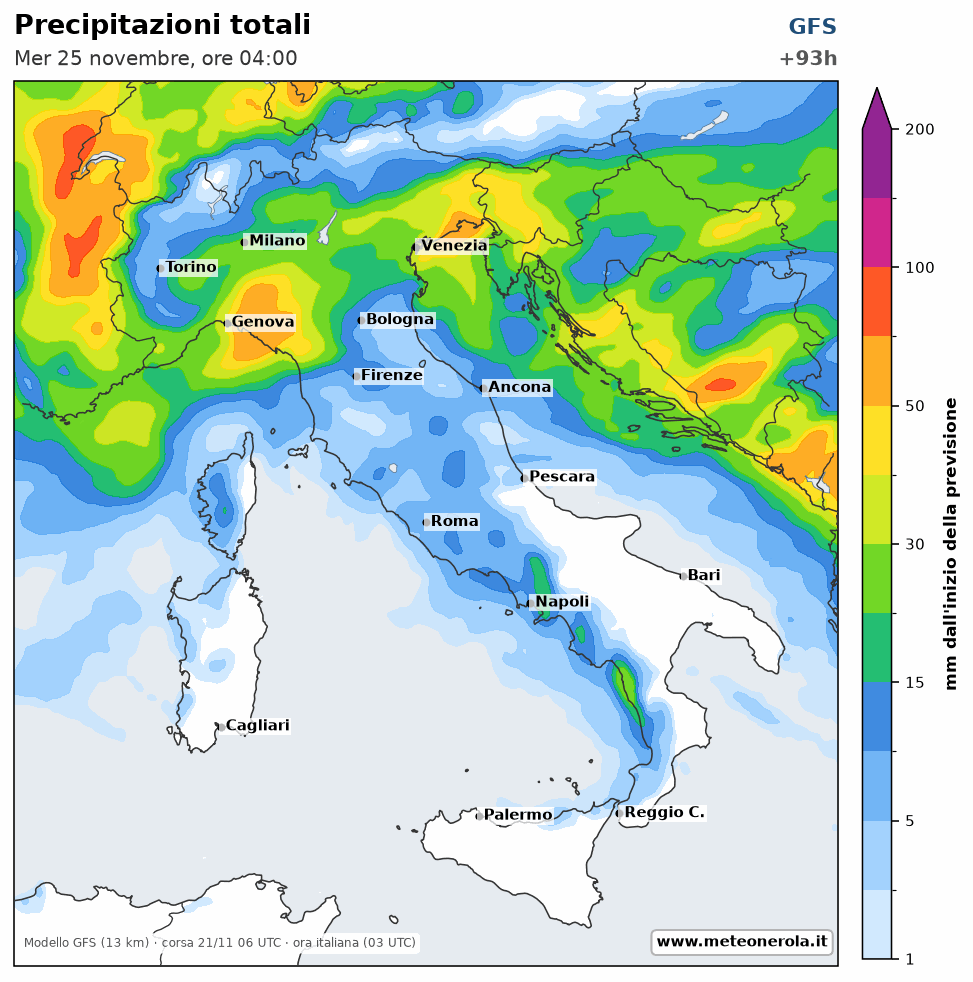 Precipitazioni totali
GFS
Mer 25 novembre, ore 04:00
+93h
200
Milano
Venezia
Torino
100
Genova
Bologna
Firenze
Ancona
50
Pescara
Roma
30
Bari
Napoli
15
Cagliari
Palermo
Reggio C.
5
mm dall'inizio della previsione
Modello GFS (13 km) · corsa 21/11 06 UTC · ora italiana (03 UTC)
www.meteonerola.it
1